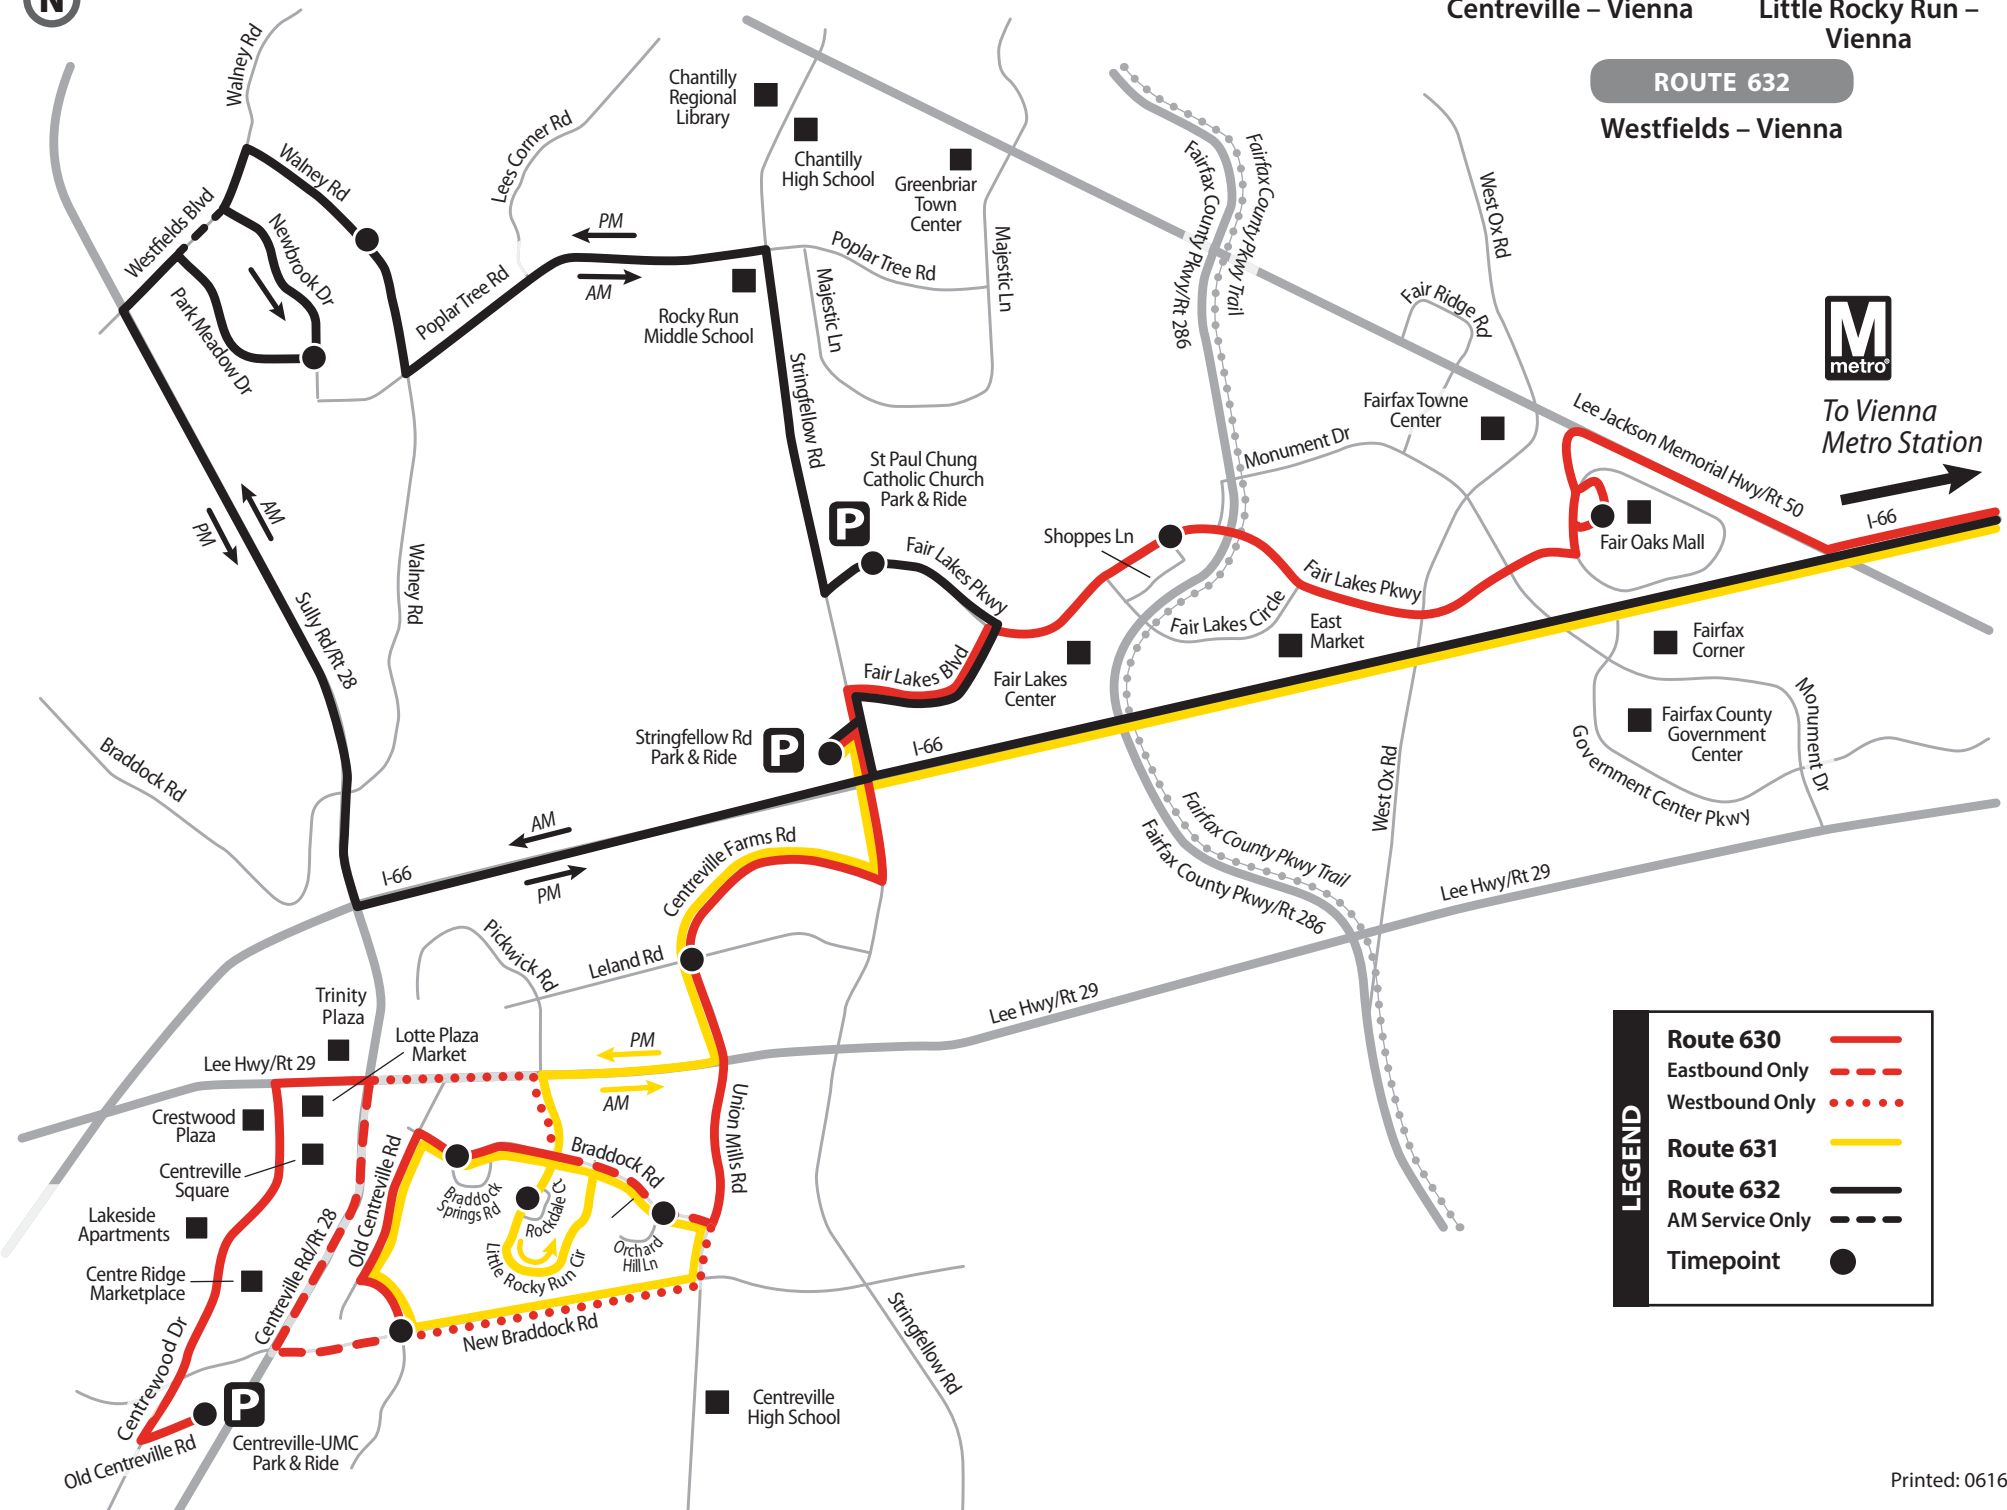 N
Centreville – Vienna
Little Rocky Run –
Vienna
ROUTE 632
Westfields – Vienna
Walney Rd
Walney Rd
Westfields Blvd
Newbrook Dr
Park Meadow Dr
Lees Corner Rd
Poplar Tree Rd
PM
AM
Chantilly
Regional
Library
Chantilly
High School
Greenbriar
Town
Center
Rocky Run
Middle School
Poplar Tree Rd
Majestic Ln
Majestic Ln
Stringfellow Rd
Fairfax County Pkwy/Rt 286
Fairfax County Pkwy Trail
West Ox Rd
Fair Ridge Rd
Fairfax Towne
Center
Monument Dr
Lee Jackson Memorial Hwy/Rt 50
M
metro
To Vienna
Metro Station
I-66
Fair Oaks Mall
St Paul Chung
Catholic Church
Park & Ride
P
Fair Lakes Pkwy
Shoppes Ln
Fair Lakes Pkwy
Fair Lakes Circle
East
Market
Fairfax
Corner
Fair Lakes Blvd
Fair Lakes
Center
Fairfax County
Government
Center
Monument Dr
Government Center Pkwy
AM
PM
Sully Rd/Rt 28
Walney Rd
Braddock Rd
Stringfellow Rd
Park & Ride
P
I-66
West Ox Rd
AM
PM
I-66
Centreville Farms Rd
Fairfax County Pkwy Trail
Fairfax County Pkwy/Rt 286
Lee Hwy/Rt 29
Pickwick Rd
Leland Rd
Lee Hwy/Rt 29
Trinity
Plaza
Lotte Plaza
Market
Lee Hwy/Rt 29
PM
AM
Crestwood
Plaza
Centreville
Square
Lakeside
Apartments
Centre Ridge
Marketplace
Centreville Rd/Rt 28
Old Centreville Rd
Braddock Rd
Braddock
Springs Rd
Rockdale Ct
Little Rocky Run Cir
Orchard
Hill Ln
Union Mills Rd
New Braddock Rd
Stringfellow Rd
Centrewood Dr
Old Centreville Rd
P
Centreville-UMC
Park & Ride
Centreville
High School
LEGEND
Route 630
Eastbound Only
Westbound Only
Route 631
Route 632
AM Service Only
Timepoint
Printed: 0616